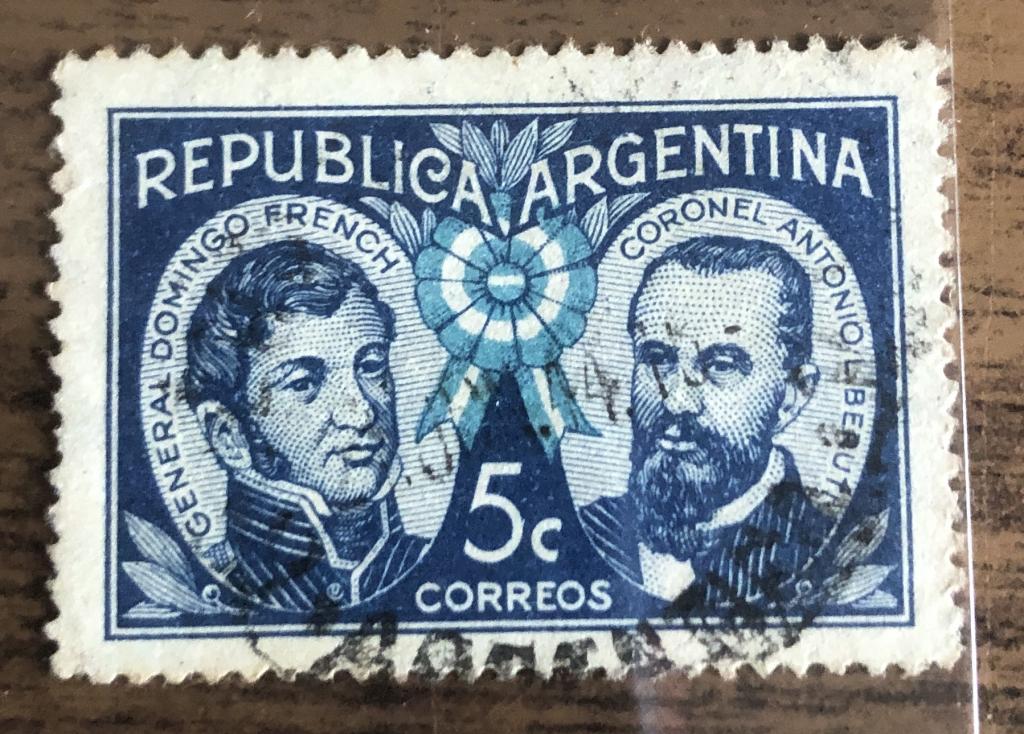 REPUBLICA ARGENTINA
GENERAL DOMINGO FRENCH
CORONEL ANTONIO L. BERUTI
5c
CORREOS